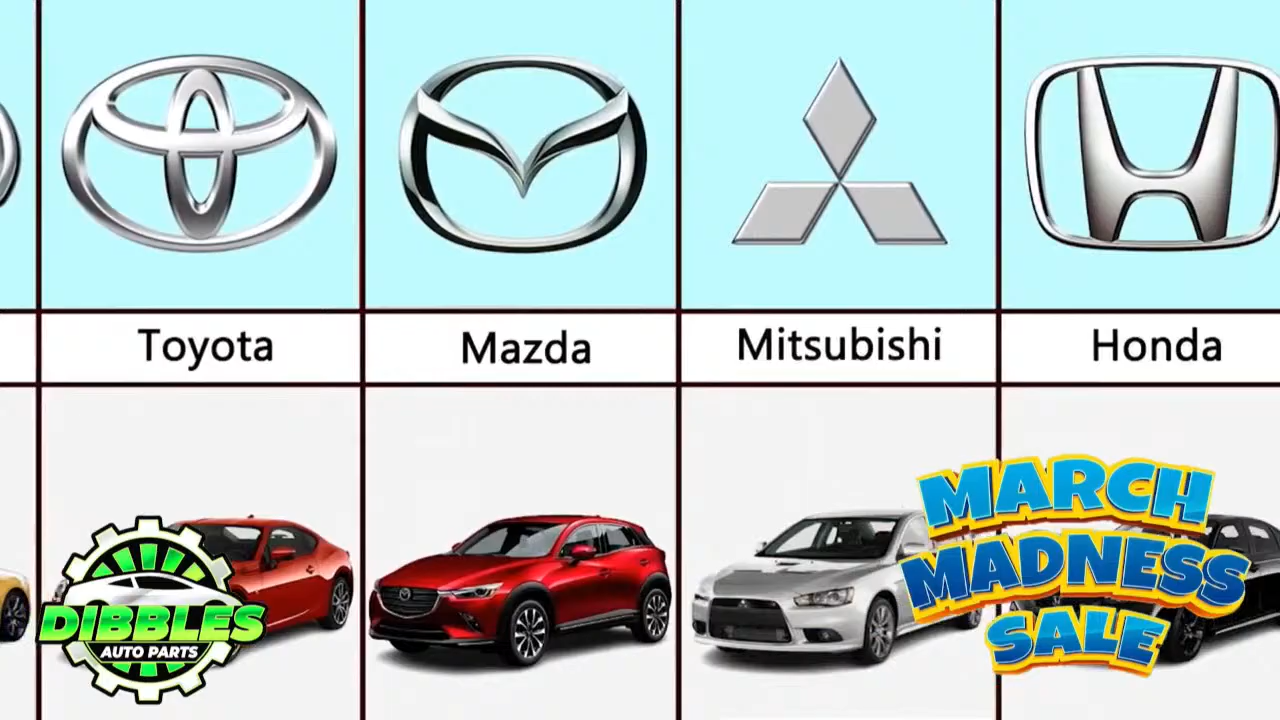 Toyota
Mazda
Mitsubishi
Honda
DIBBLES
AUTO PARTS
MARCH
MADNESS
SALE